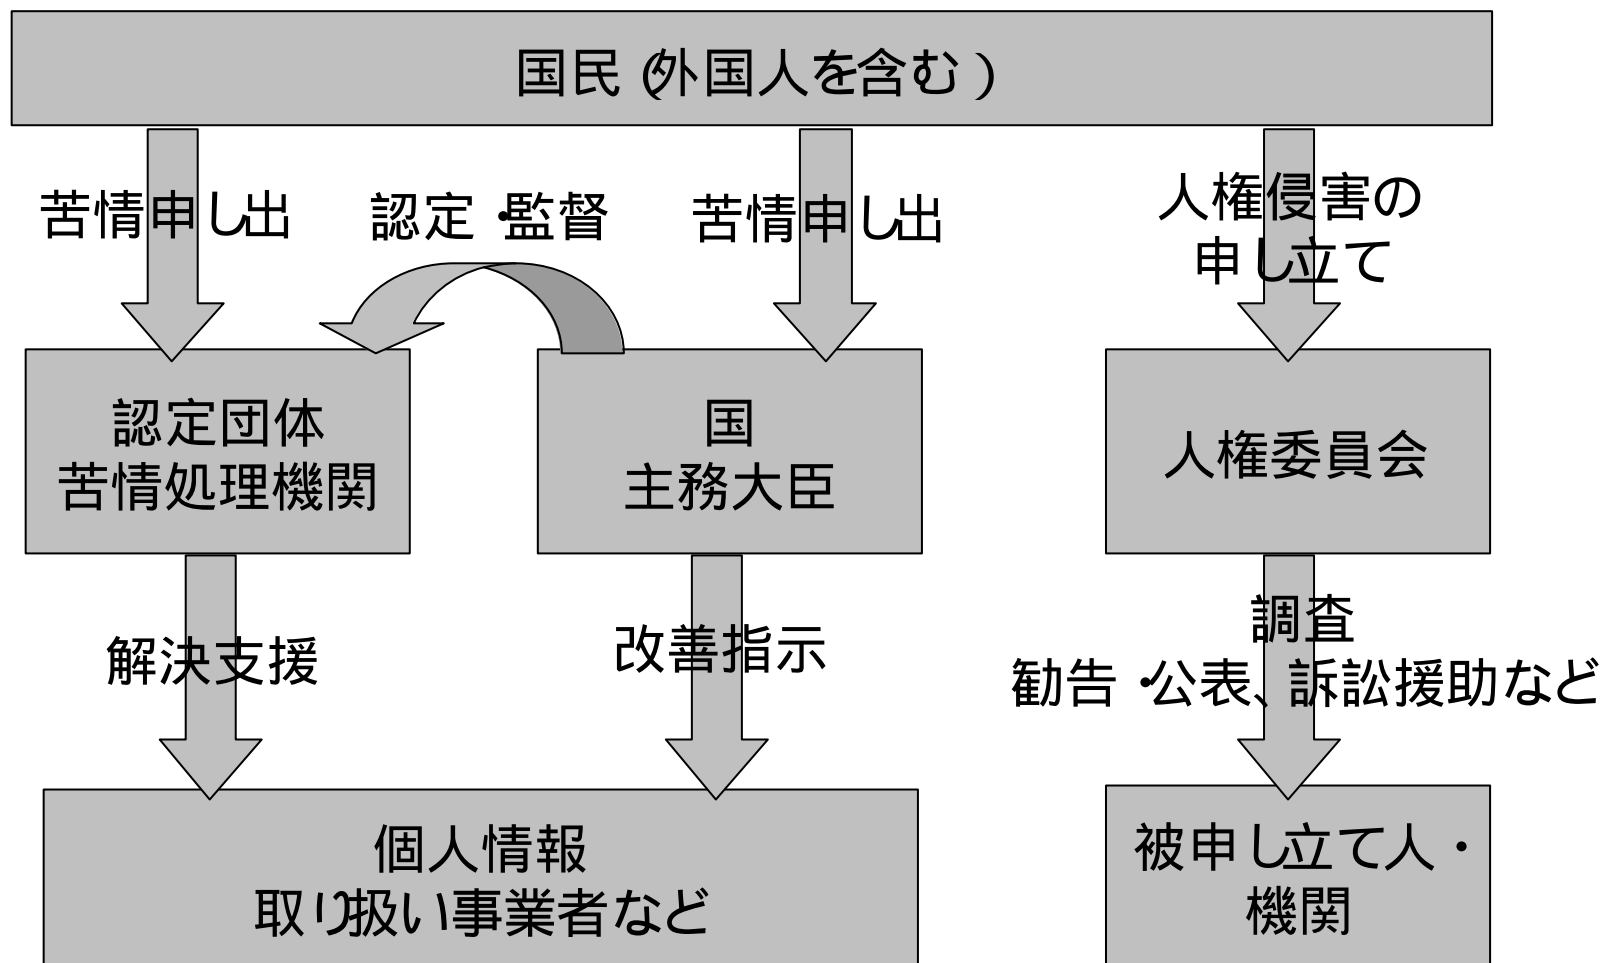 国民(外国人を含む)
苦情申し出
認定・監督
苦情申し出
人権侵害の
申し立て
認定団体
苦情処理機関
国
主務大臣
人権委員会
解決支援
改善指示
調査
勧告・公表、訴訟援助など
個人情報
取り扱い事業者など
被申し立て人・
機関